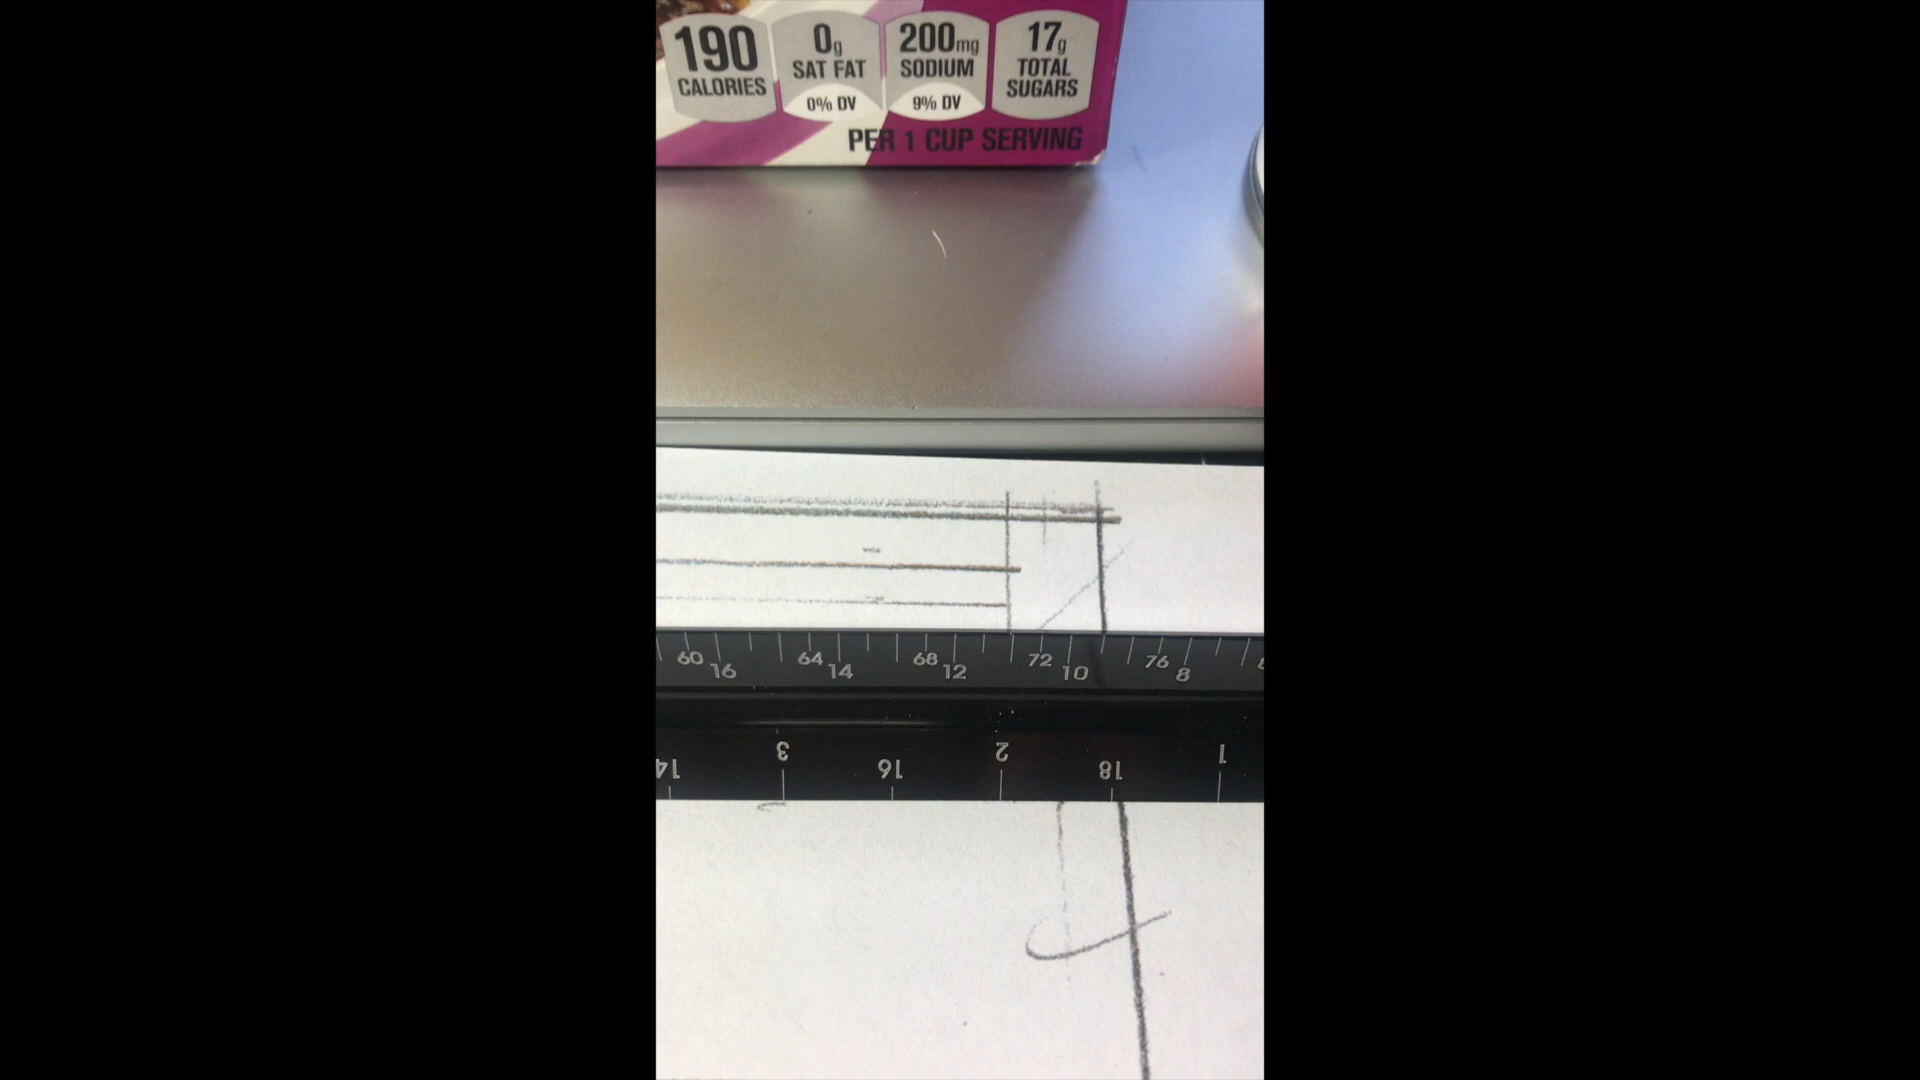 190
CALORIES
0g
SAT FAT
0% DV
200mg
SODIUM
9% DV
17g
TOTAL
SUGARS
PER 1 CUP SERVING
60 64 68 72 76
16 14 12 10 8
3 2 1
14 16 18